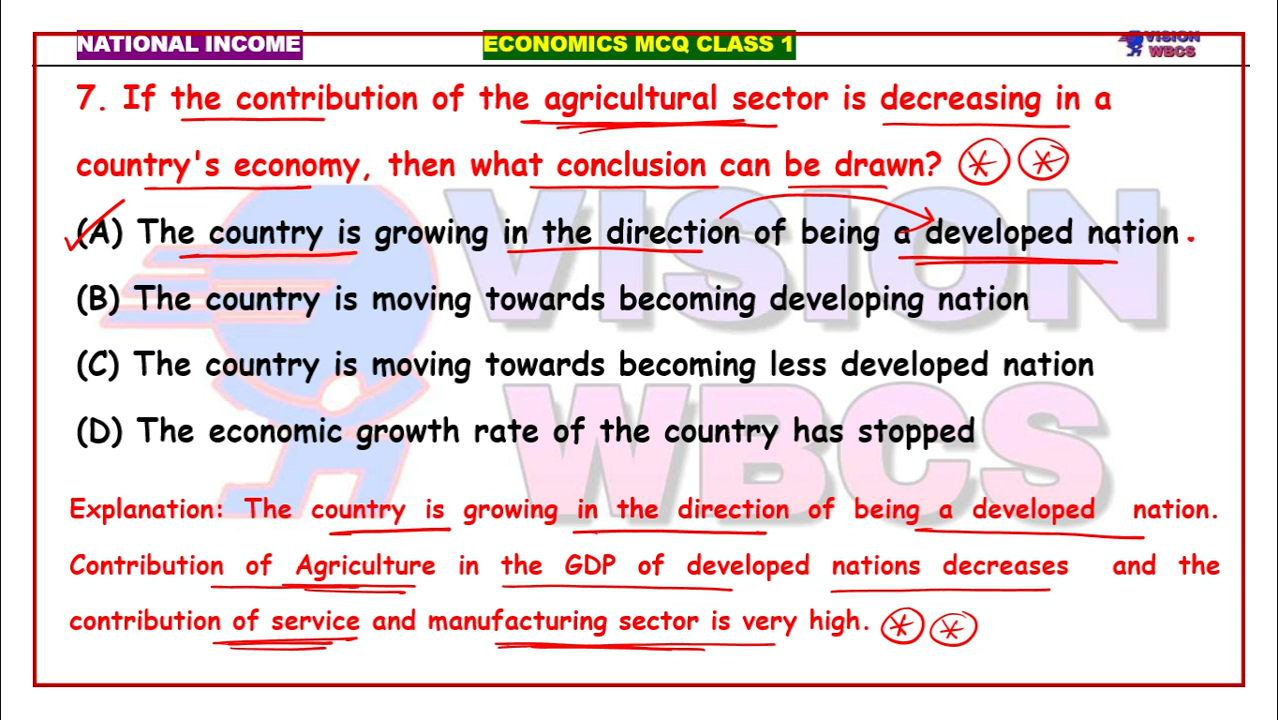 NATIONAL INCOME
ECONOMICS MCQ CLASS 1
VISION
WBCS
7. If the contribution of the agricultural sector is decreasing in a
country's economy, then what conclusion can be drawn?
(A) The country is growing in the direction of being a developed nation.
(B) The country is moving towards becoming developing nation
(C) The country is moving towards becoming less developed nation
(D) The economic growth rate of the country has stopped
VISION
WBCS
Explanation: The country is growing in the direction of being a developed nation.
Contribution of Agriculture in the GDP of developed nations decreases and the
contribution of service and manufacturing sector is very high.